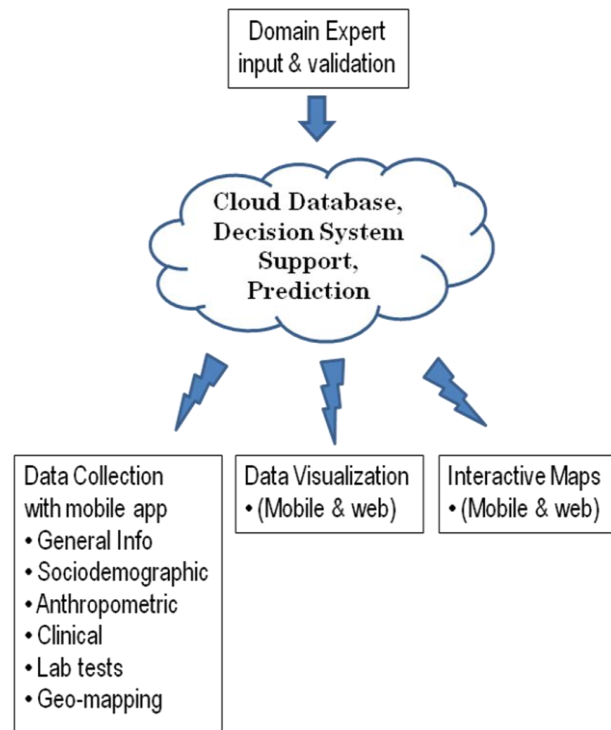 Domain Expert
input & validation
Cloud Database,
Decision System
Support,
Prediction
Data Collection
with mobile app
• General Info
• Sociodemographic
• Anthropometric
• Clinical
• Lab tests
• Geo-mapping
Data Visualization
• (Mobile & web)
Interactive Maps
• (Mobile & web)